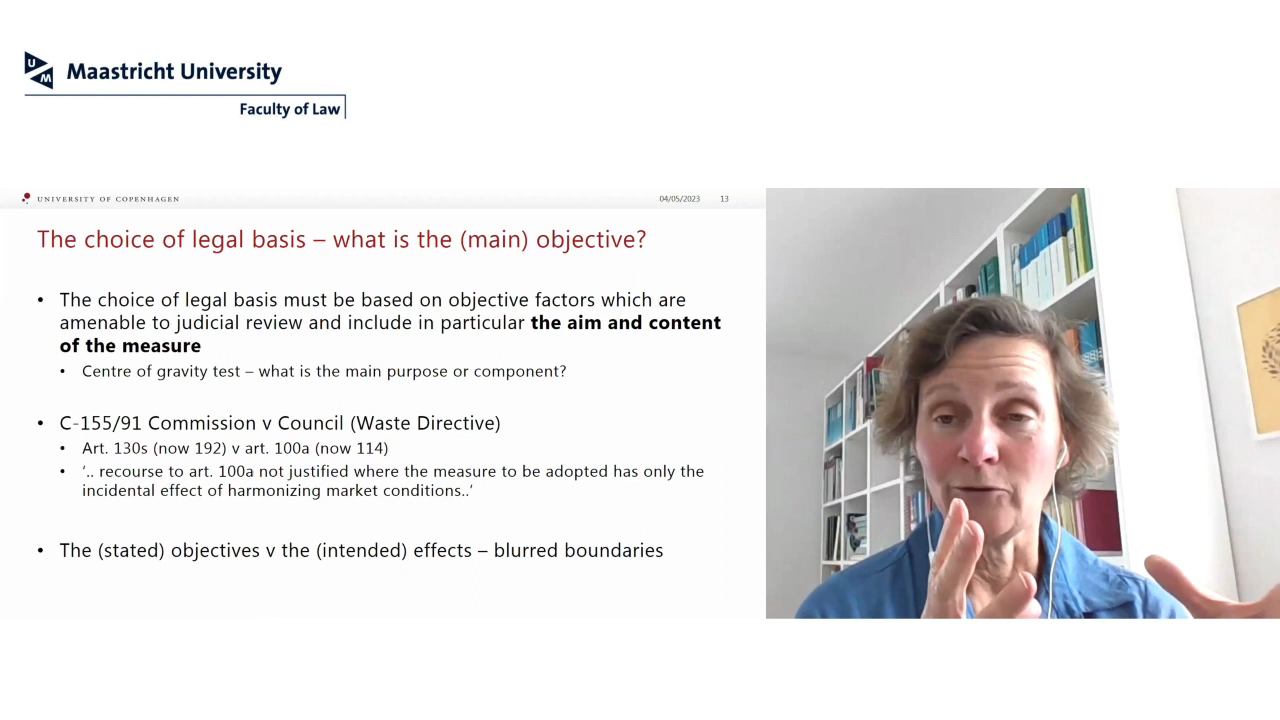 U
M
Maastricht University
Faculty of Law
UNIVERSITY OF COPENHAGEN
04/05/2023
13
The choice of legal basis – what is the (main) objective?
• The choice of legal basis must be based on objective factors which are
amenable to judicial review and include in particular the aim and content
of the measure
• Centre of gravity test – what is the main purpose or component?
• C-155/91 Commission v Council (Waste Directive)
• Art. 130s (now 192) v art. 100a (now 114)
• ‘.. recourse to art. 100a not justified where the measure to be adopted has only the
incidental effect of harmonizing market conditions..’
• The (stated) objectives v the (intended) effects – blurred boundaries